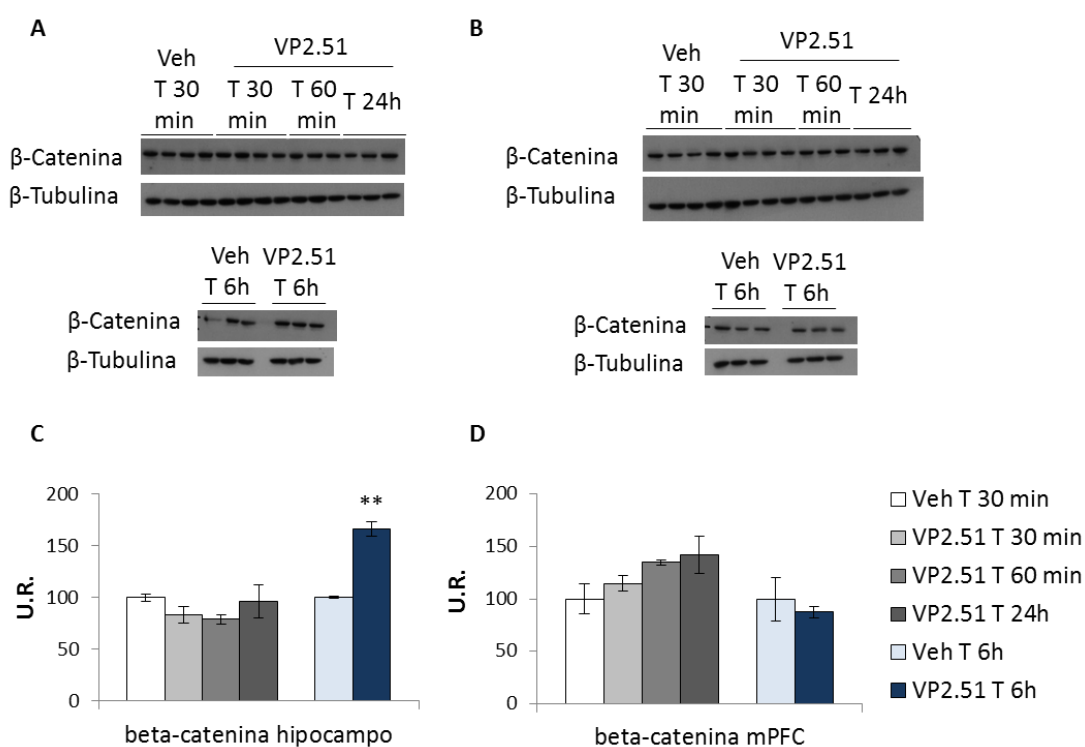 A
Veh
T 30
min
VP2.51
T 30
min
T 60
min
T 24h
β-Catenina
β-Tubulina
Veh
T 6h
VP2.51
T 6h
β-Catenina
β-Tubulina
B
Veh
T 30
min
VP2.51
T 30
min
T 60
min
T 24h
β-Catenina
β-Tubulina
Veh
T 6h
VP2.51
T 6h
β-Catenina
β-Tubulina
C
200
150
100
50
0
U.R.
**
beta-catenina hipocampo
D
200
150
100
50
0
U.R.
beta-catenina mPFC
Veh T 30 min
VP2.51 T 30 min
VP2.51 T 60 min
VP2.51 T 24h
Veh T 6h
VP2.51 T 6h